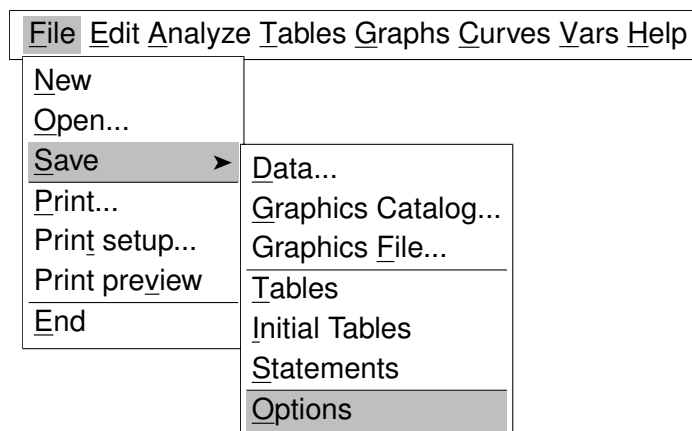 File Edit Analyze Tables Graphs Curves Vars Help
New
Open...
Save ➤
Print...
Print setup...
Print preview
End
Data...
Graphics Catalog...
Graphics File...
Tables
Initial Tables
Statements
Options